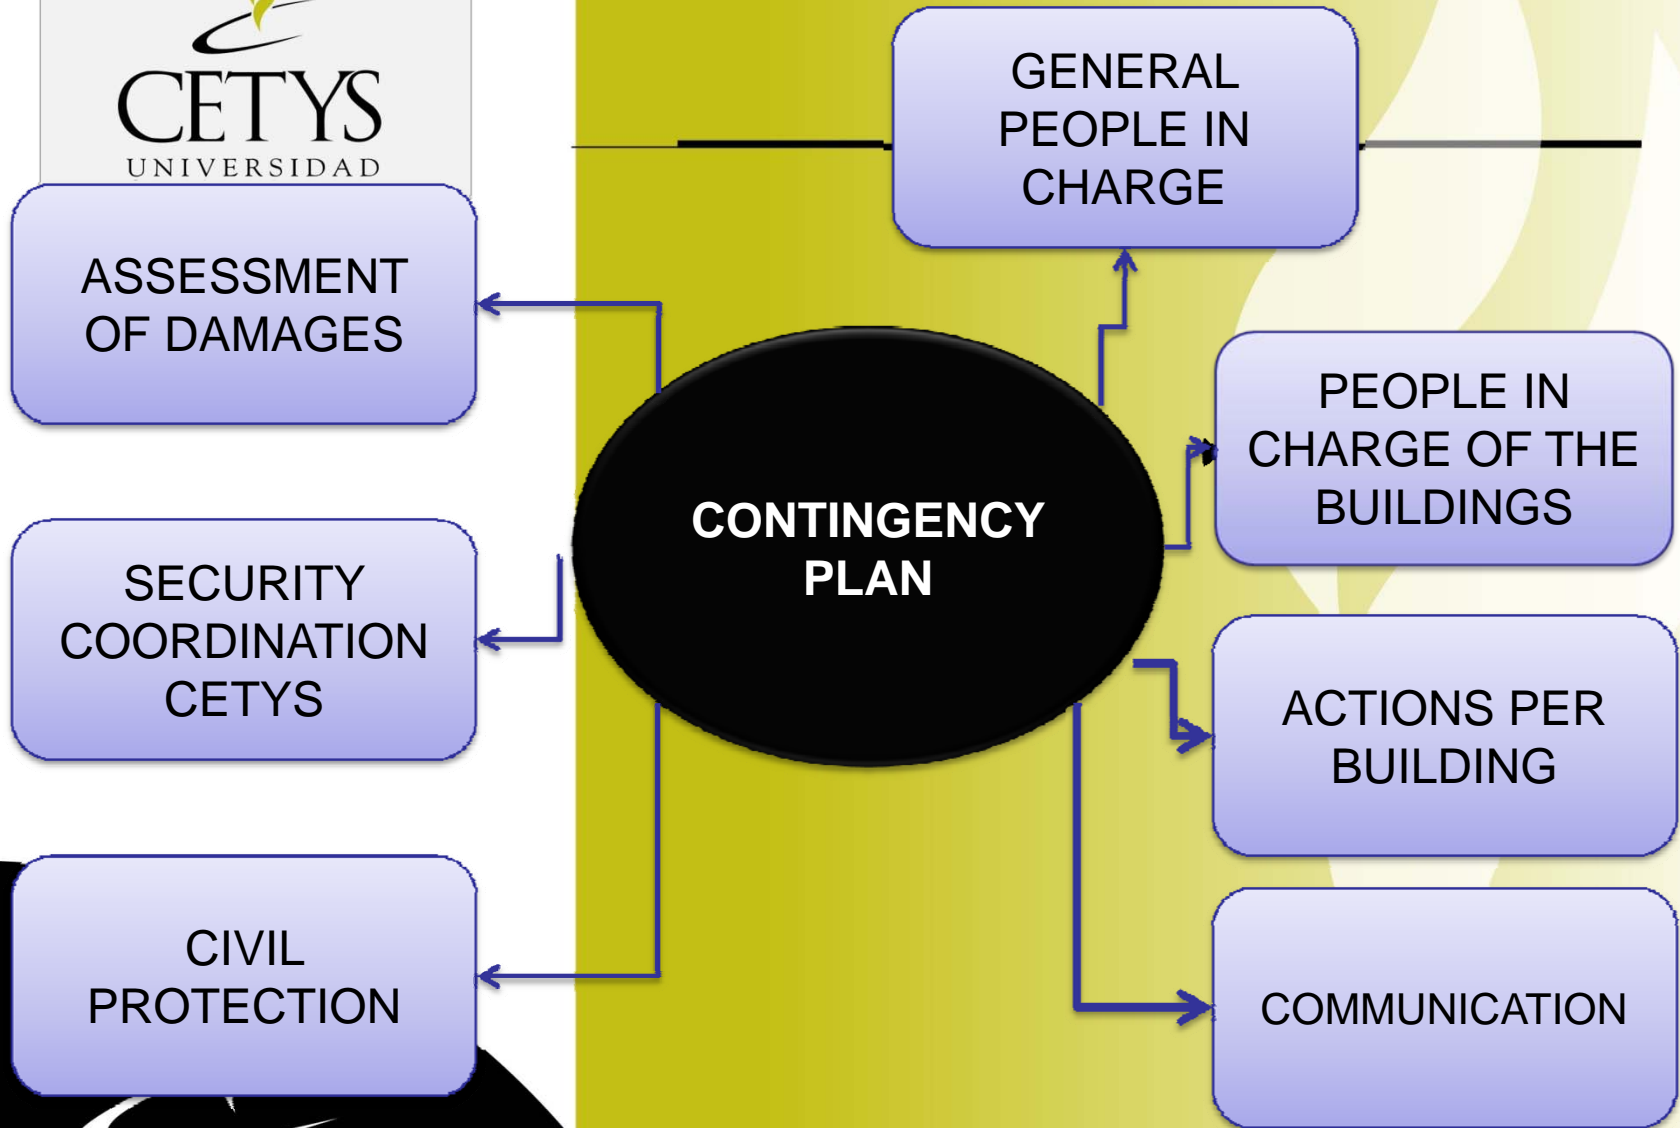 CETYS
UNIVERSIDAD
GENERAL
PEOPLE IN
CHARGE
ASSESSMENT
OF DAMAGES
PEOPLE IN
CHARGE OF THE
BUILDINGS
CONTINGENCY
PLAN
SECURITY
COORDINATION
CETYS
ACTIONS PER
BUILDING
CIVIL
PROTECTION
COMMUNICATION